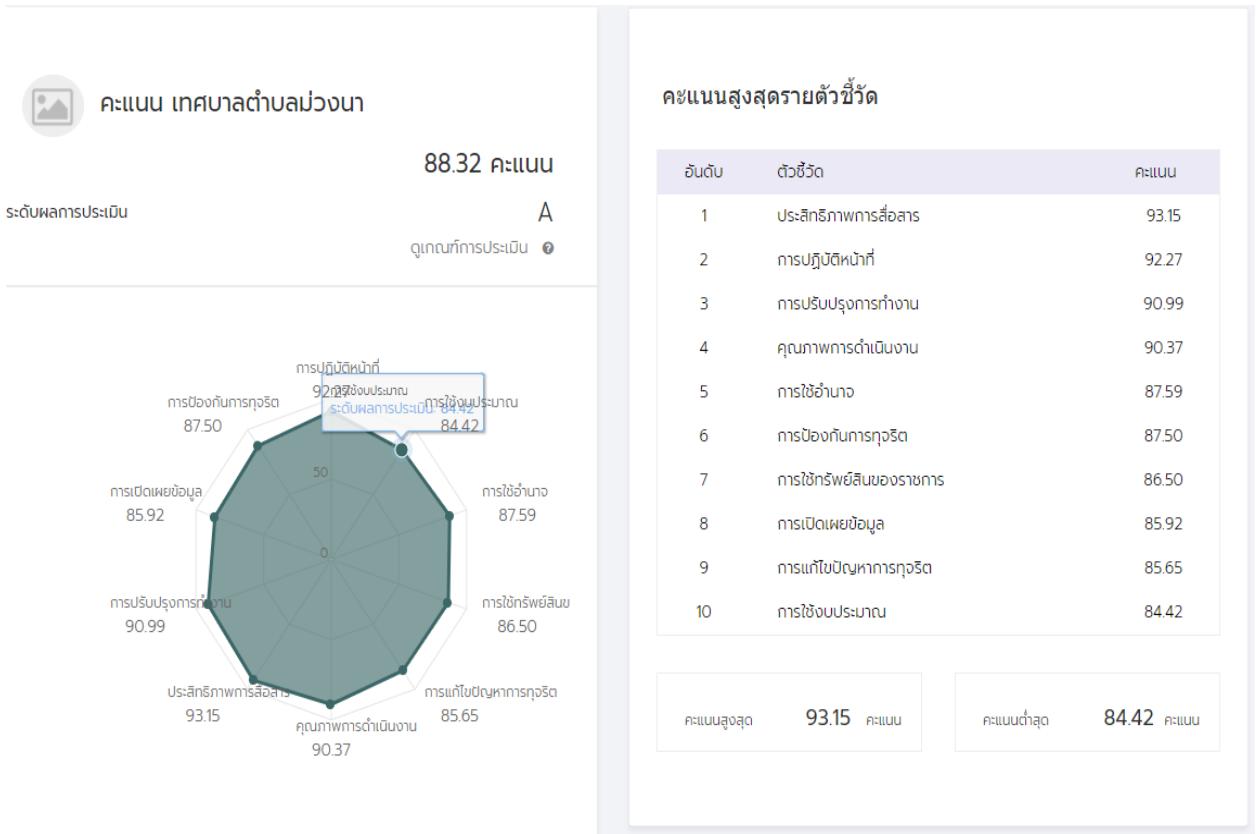 คะแนน เทศบาลตำบลม่วงนา
88.32 คะแนน
ระดับผลการประเมิน A
ดูเกณฑ์การประเมิน ?
การปฏิบัติหน้าที่
92.27
การใช้งบประมาณ
ระดับผลการประเมิน: 84.42
การใช้งบประมาณ
84.42
การป้องกันการทุจริต
87.50
การใช้อำนาจ
87.59
การเปิดเผยข้อมูล
85.92
50
0
การใช้ทรัพย์สินข
86.50
การปรับปรุงการทำงาน
90.99
การแก้ไขปัญหาการทุจริต
85.65
ประสิทธิภาพการสื่อสาร
93.15
คุณภาพการดำเนินงาน
90.37
คะแนนสูงสุดรายตัวชี้วัด
อันดับ ตัวชี้วัด คะแนน
1 ประสิทธิภาพการสื่อสาร 93.15
2 การปฏิบัติหน้าที่ 92.27
3 การปรับปรุงการทำงาน 90.99
4 คุณภาพการดำเนินงาน 90.37
5 การใช้อำนาจ 87.59
6 การป้องกันการทุจริต 87.50
7 การใช้ทรัพย์สินของราชการ 86.50
8 การเปิดเผยข้อมูล 85.92
9 การแก้ไขปัญหาการทุจริต 85.65
10 การใช้งบประมาณ 84.42
คะแนนสูงสุด 93.15 คะแนน
คะแนนต่ำสุด 84.42 คะแนน